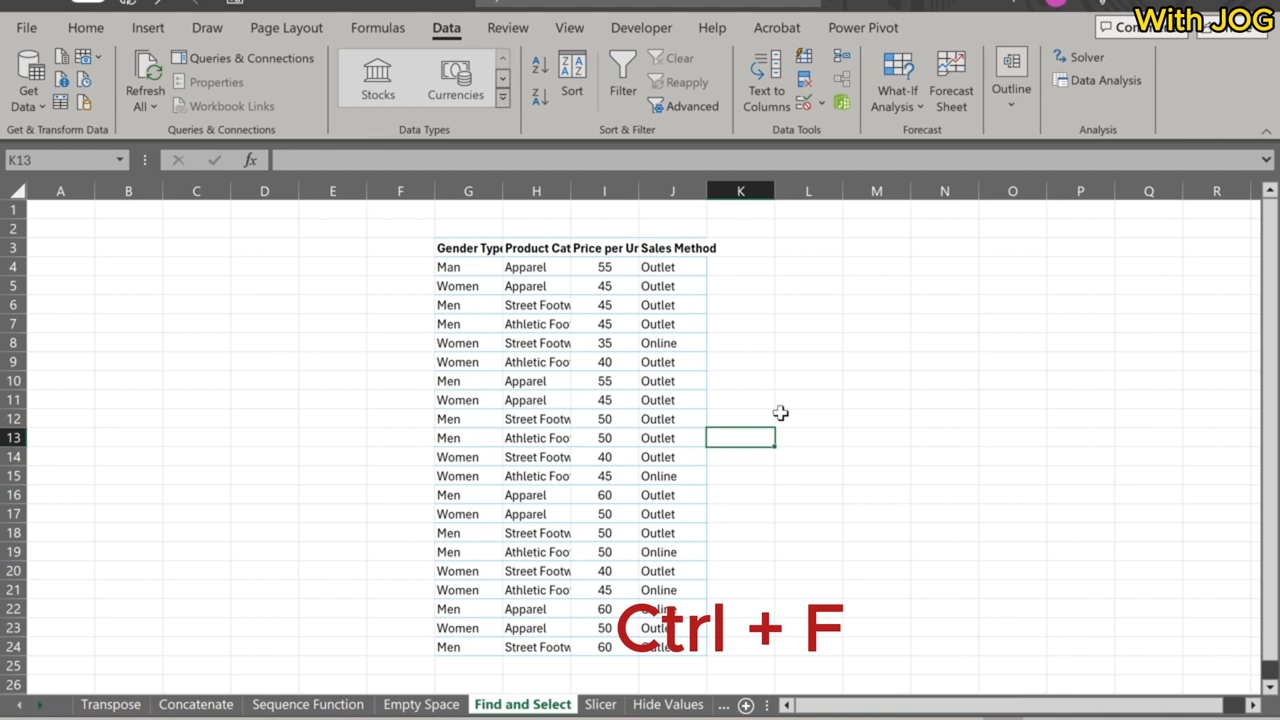 With JOG
File Home Insert Draw Page Layout Formulas Data Review View Developer Help Acrobat Power Pivot
Get Data
Refresh All
Queries & Connections
Properties
Workbook Links
Stocks
Currencies
Sort
Filter
Clear
Reapply
Advanced
Text to Columns
What-If Analysis
Forecast Sheet
Outline
Solver
Data Analysis
Get & Transform Data Queries & Connections Data Types Sort & Filter Data Tools Forecast Analysis
K13 fx
A B C D E F G H I J K L M N O P Q R
1
2
3 Gender Type Product Cat Price per Ur Sales Method
4 Man Apparel 55 Outlet
5 Women Apparel 45 Outlet
6 Men Street Footw 45 Outlet
7 Men Athletic Foo 45 Outlet
8 Women Street Footw 35 Online
9 Women Athletic Foo 40 Outlet
10 Men Apparel 55 Outlet
11 Women Apparel 45 Outlet
12 Men Street Footw 50 Outlet
13 Men Athletic Foo 50 Outlet
14 Women Street Footw 40 Outlet
15 Women Athletic Foo 45 Online
16 Men Apparel 60 Outlet
17 Women Apparel 50 Outlet
18 Men Street Footw 50 Outlet
19 Men Athletic Foo 50 Online
20 Women Street Footw 40 Outlet
21 Women Athletic Foo 45 Online
22 Men Apparel 60 Online
23 Women Apparel 50 Outlet
24 Men Street Footw 60 Outlet
25
26
Ctrl + F
Transpose Concatenate Sequence Function Empty Space Find and Select Slicer Hide Values ...